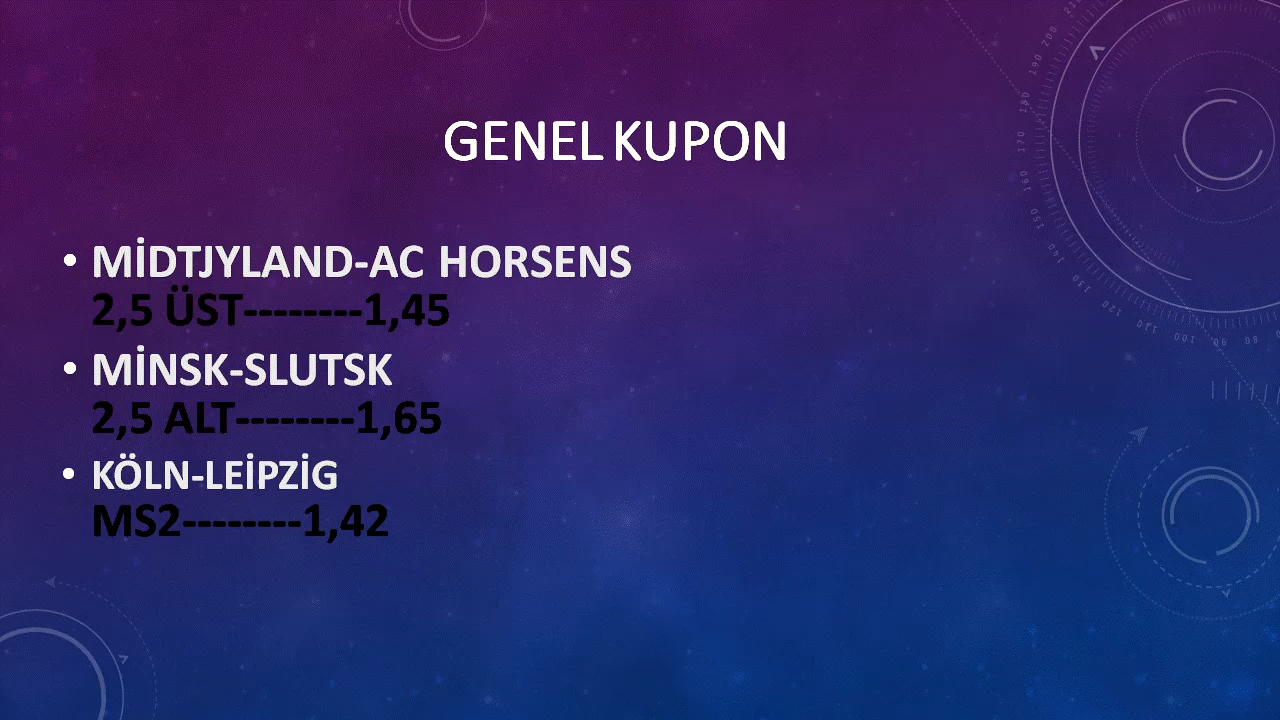 GENEL KUPON
• MİDTJYLAND-AC HORSENS
2,5 ÜST--------1,45
• MİNSK-SLUTSK
2,5 ALT--------1,65
• KÖLN-LEİPZİG
MS2--------1,42